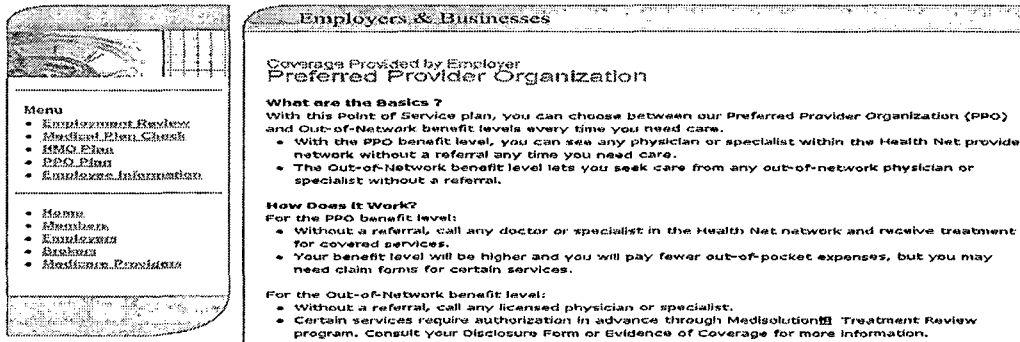 Employers & Businesses
Menu
Employment Review
Medical Plan Check
HMO Plan
PPO Plan
Employee Information
Home
Members
Employers
Brokers
Medicare Providers
Coverage Provided by Employer
Preferred Provider Organization
What are the Basics ?
With this Point of Service plan, you can choose between our Preferred Provider Organization (PPO)
and Out-of-Network benefit levels every time you need care.
• With the PPO benefit level, you can see any physician or specialist within the Health Net provide
network without a referral any time you need care.
• The Out-of-Network benefit level lets you seek care from any out-of-network physician or
specialist without a referral.
How Does It Work?
For the PPO benefit level:
• Without a referral, call any doctor or specialist in the Health Net network and receive treatment
for covered services.
• Your benefit level will be higher and you will pay fewer out-of-pocket expenses, but you may
need claim forms for certain services.
For the Out-of-Network benefit level:
• Without a referral, call any licensed physician or specialist.
• Certain services require authorization in advance through Medisolution Treatment Review
program. Consult your Disclosure Form or Evidence of Coverage for more information.